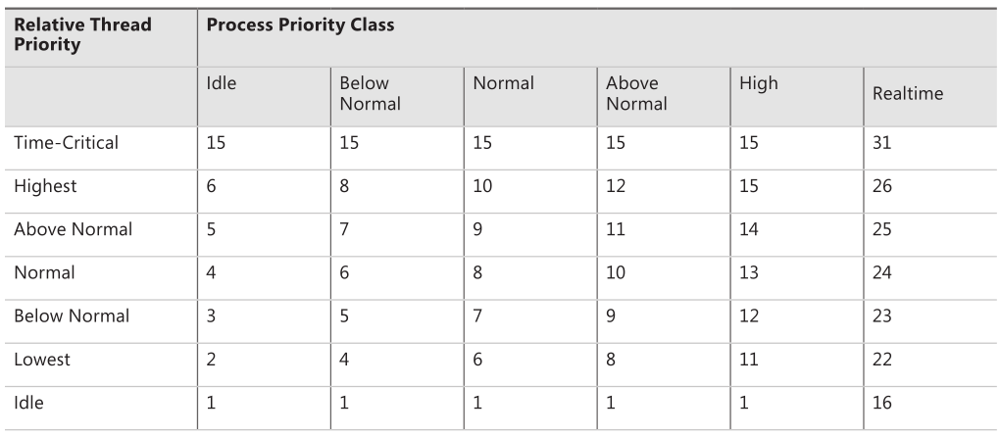 Relative Thread Process Priority Class
Priority
Idle Below Normal Normal Above Normal High Realtime
Time-Critical 15 15 15 15 15 31
Highest 6 8 10 12 15 26
Above Normal 5 7 9 11 14 25
Normal 4 6 8 10 13 24
Below Normal 3 5 7 9 12 23
Lowest 2 4 6 8 11 22
Idle 1 1 1 1 1 16